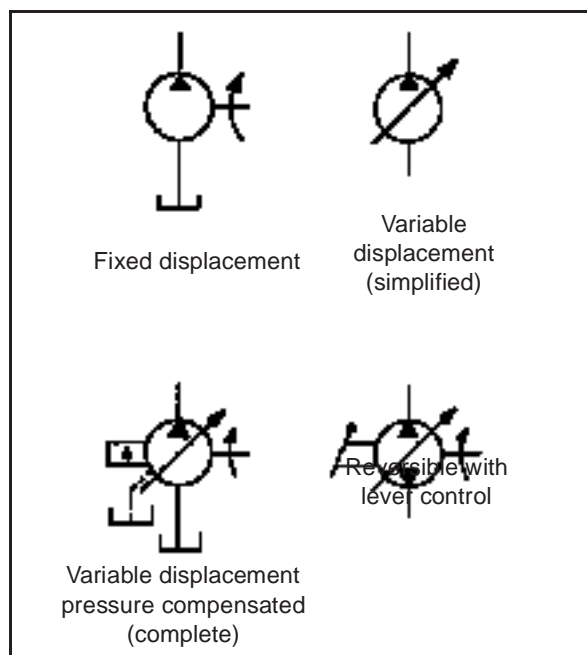 Fixed displacement
Variable
displacement
(simplified)
Variable displacement
pressure compensated
(complete)
Reversible with
lever control